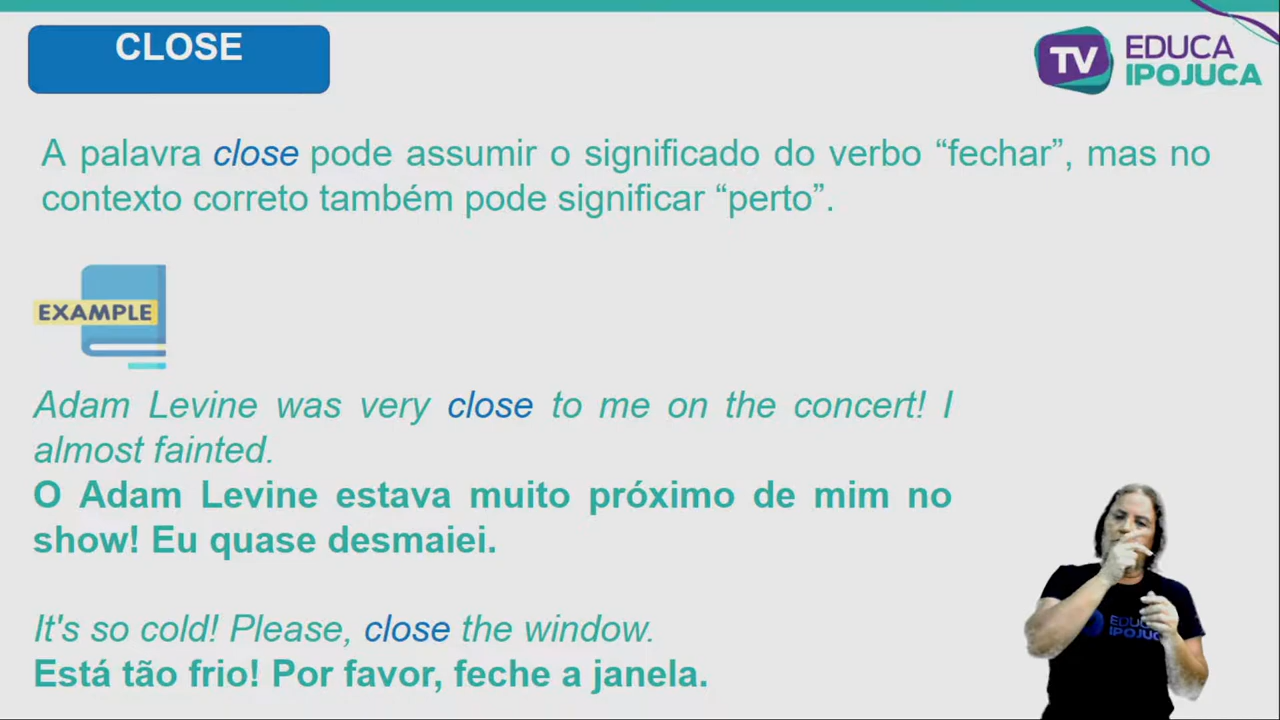 CLOSE
TV EDUCA
IPOJUCA
A palavra close pode assumir o significado do verbo “fechar”, mas no
contexto correto também pode significar “perto”.
EXAMPLE
Adam Levine was very close to me on the concert! I
almost fainted.
O Adam Levine estava muito próximo de mim no
show! Eu quase desmaiei.
It's so cold! Please, close the window.
Está tão frio! Por favor, feche a janela.
EDUCA
IPOJUCA